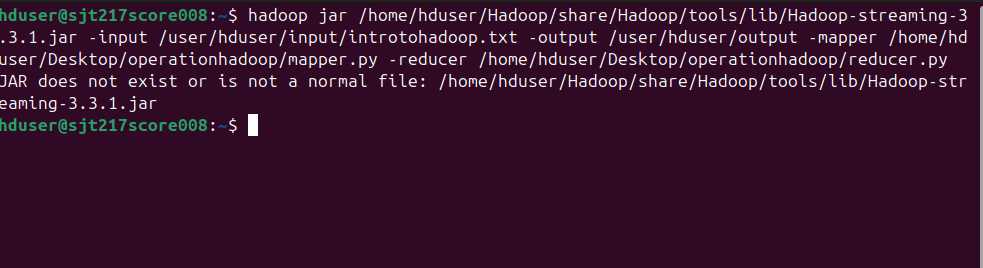 hduser@sjt217score008:~$ hadoop jar /home/hduser/Hadoop/share/Hadoop/tools/lib/Hadoop-streaming-3
.3.1.jar -input /user/hduser/input/introtohadoop.txt -output /user/hduser/output -mapper /home/hd
user/Desktop/operationhadoop/mapper.py -reducer /home/hduser/Desktop/operationhadoop/reducer.py
JAR does not exist or is not a normal file: /home/hduser/Hadoop/share/Hadoop/tools/lib/Hadoop-str
eaming-3.3.1.jar
hduser@sjt217score008:~$